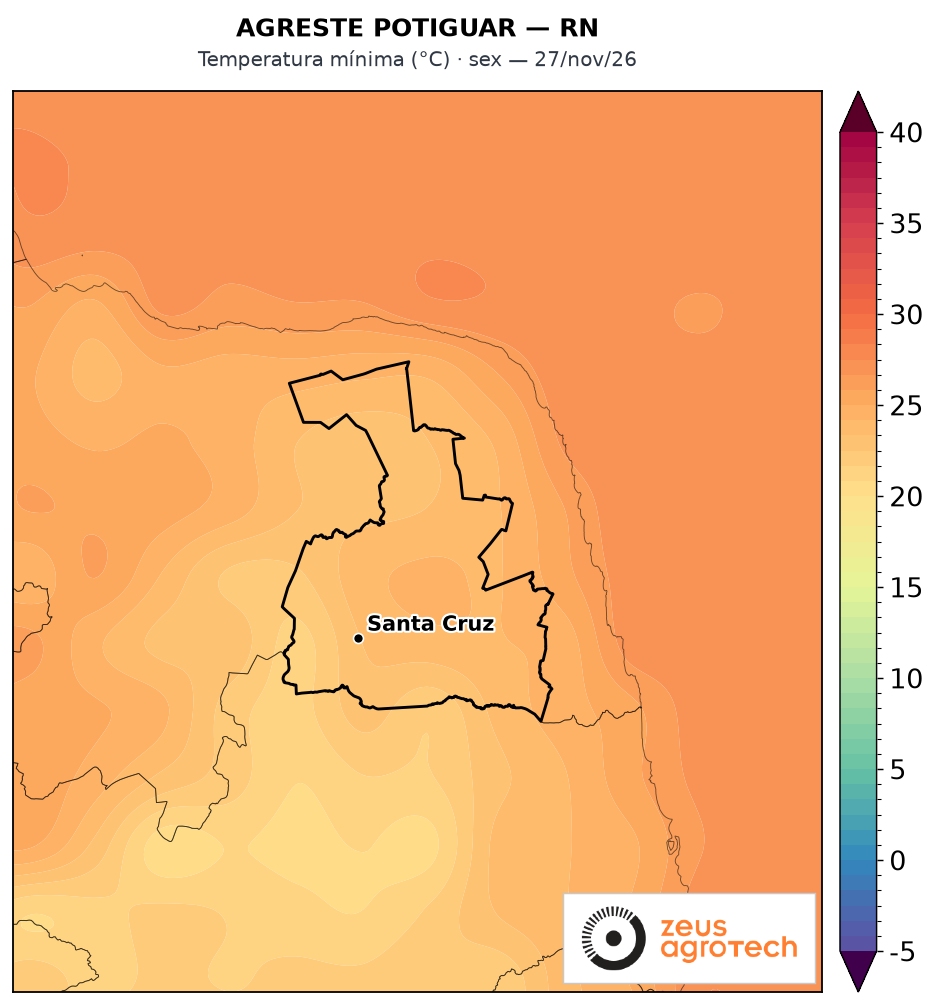 AGRESTE POTIGUAR — RN
Temperatura mínima (°C) · sex — 27/nov/26
40
35
30
25
20
15
10
5
0
-5
Santa Cruz
zeus
agrotech